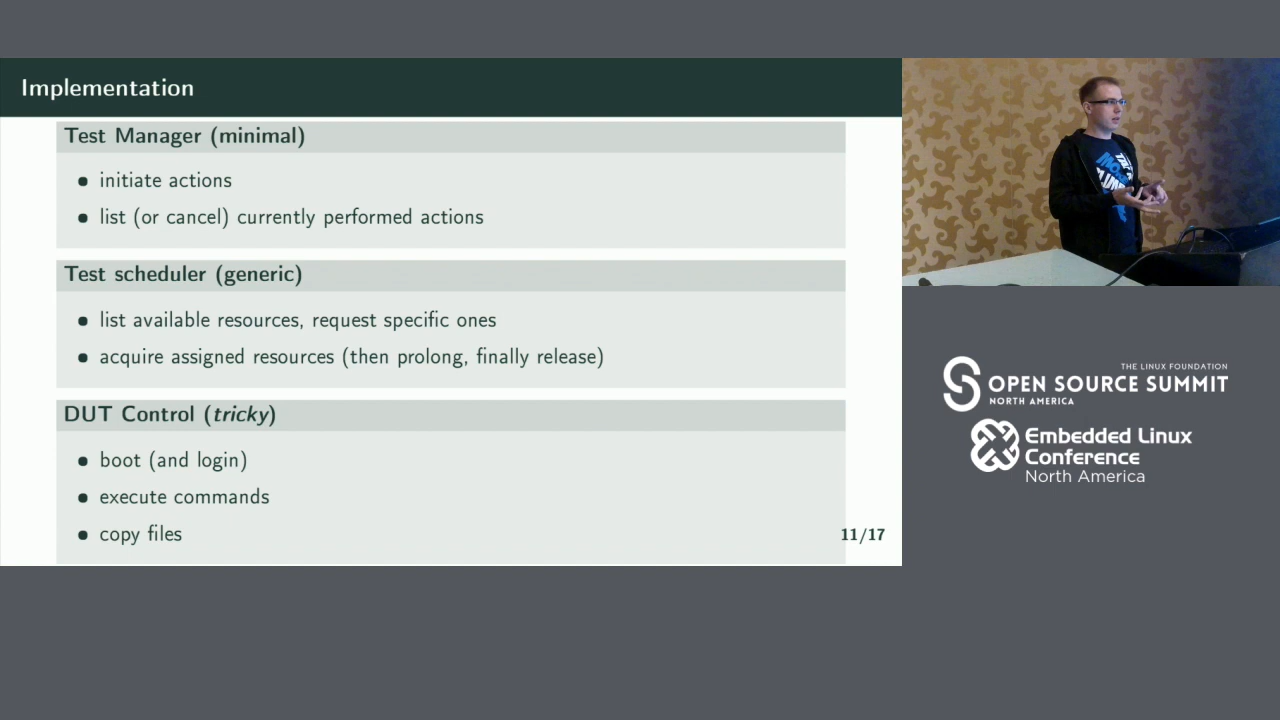 Implementation
Test Manager (minimal)
• initiate actions
• list (or cancel) currently performed actions
Test scheduler (generic)
• list available resources, request specific ones
• acquire assigned resources (then prolong, finally release)
DUT Control (tricky)
• boot (and login)
• execute commands
• copy files
11/17
THE LINUX FOUNDATION
OPEN SOURCE SUMMIT
NORTH AMERICA
Embedded Linux
Conference
North America